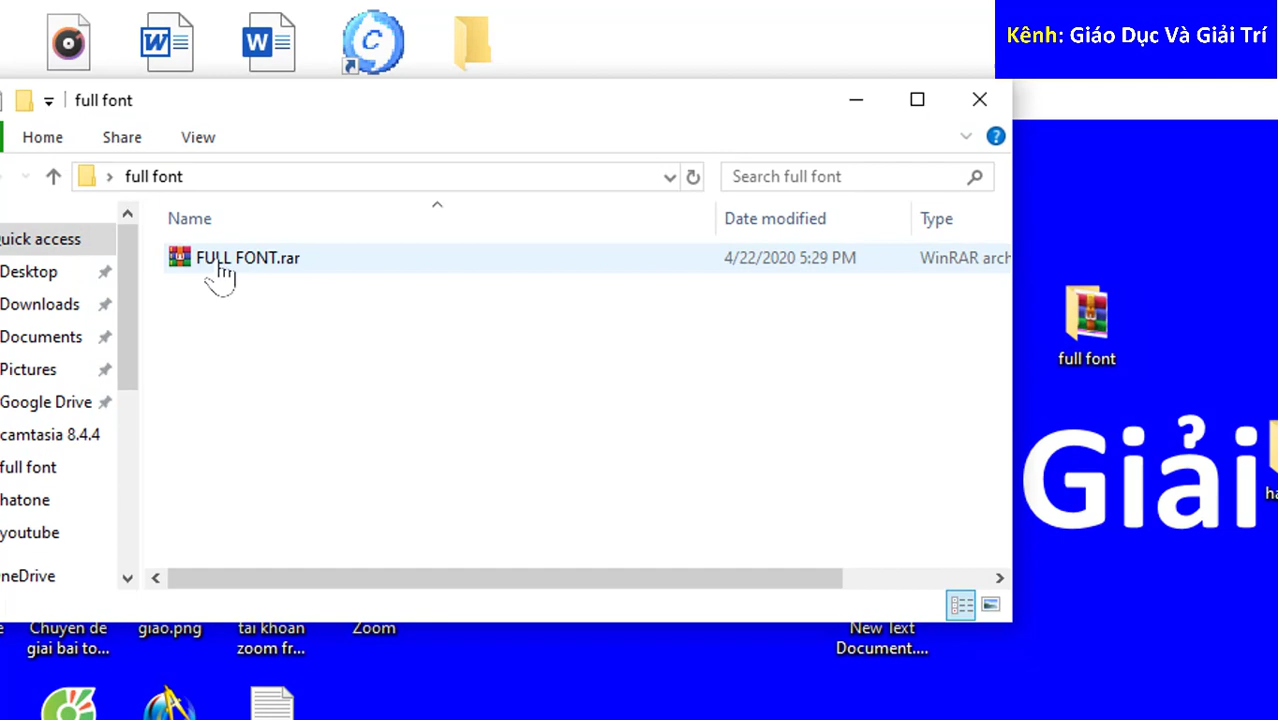 Kênh: Giáo Dục Và Giải Trí
full font
Home Share View
full font
Search full font
Name Date modified Type
FULL FONT.rar 4/22/2020 5:29 PM WinRAR arch
uick access
Desktop
Downloads
Documents
Pictures
Google Drive
camtasia 8.4.4
full font
hatone
youtube
neDrive
full font
Giải
ha
Chuyen de
giai bai to...
giao.png
tai khoan
zoom fr...
Zoom
New Text
Document....